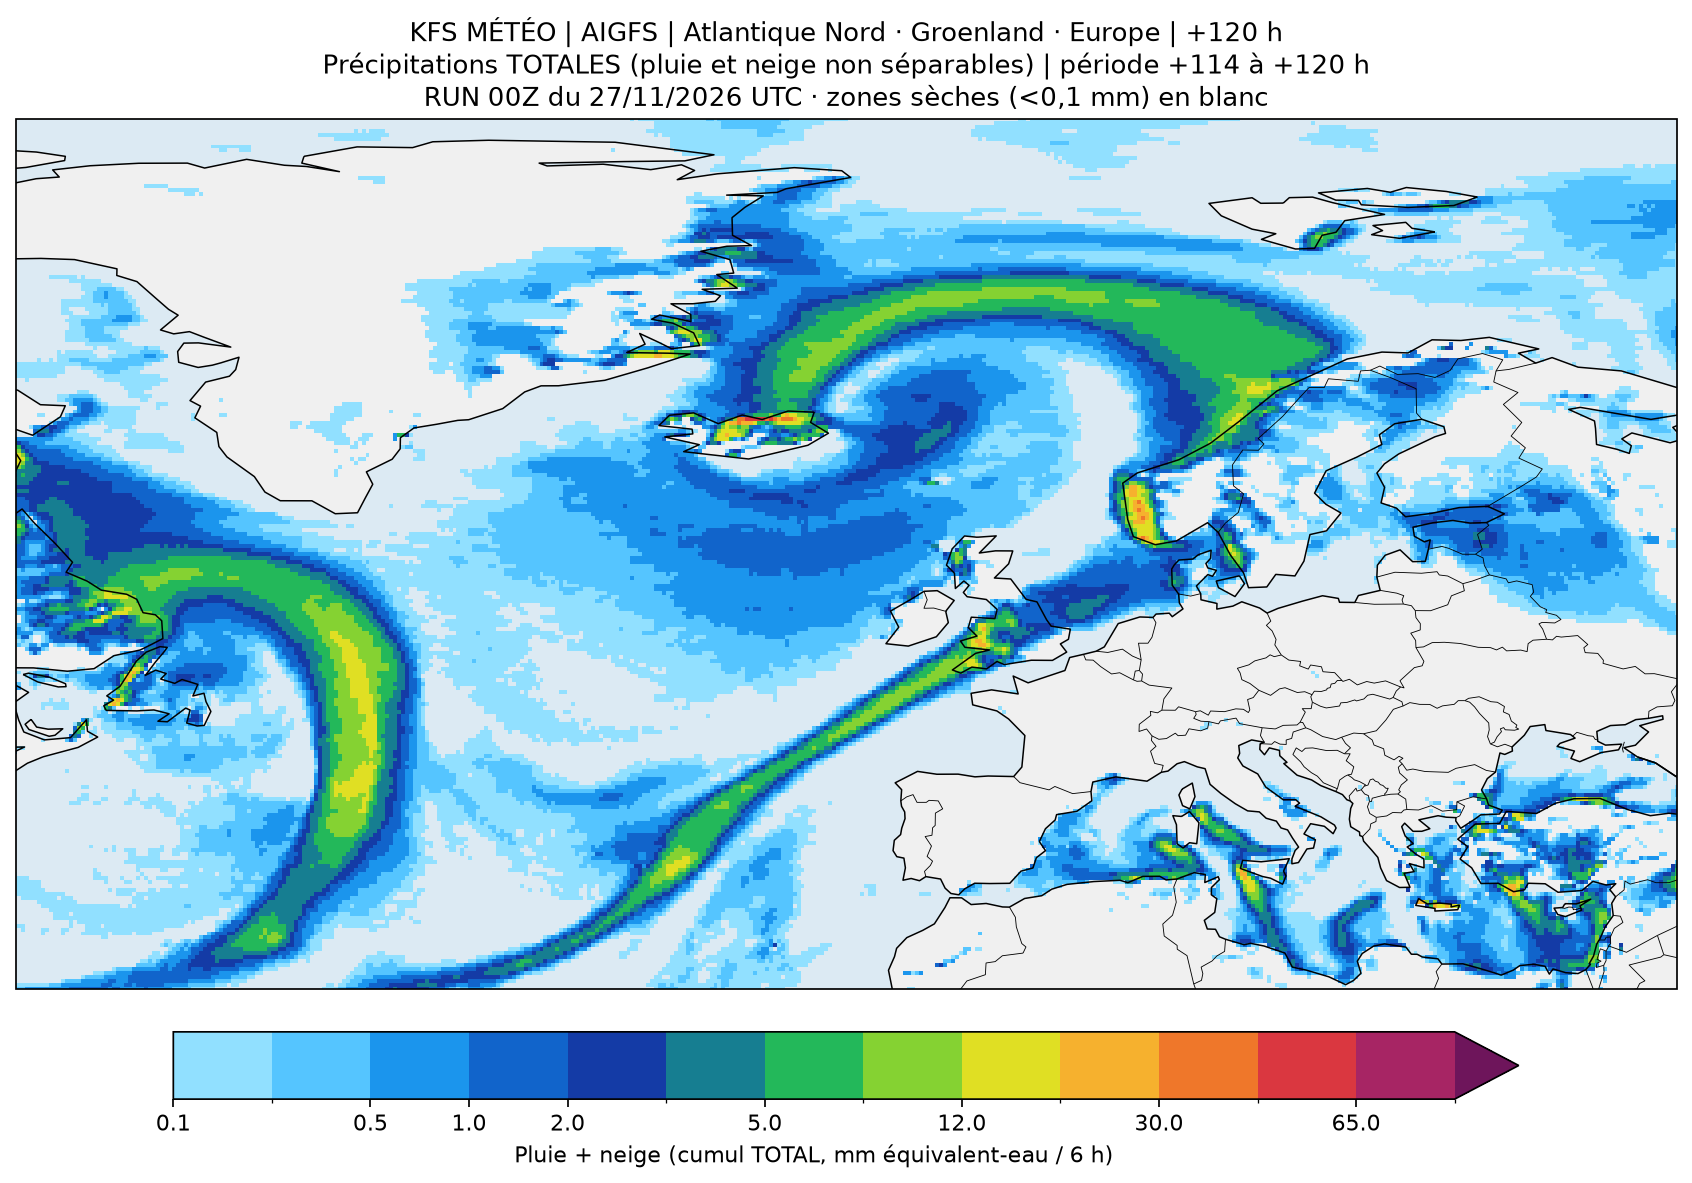 KFS MÉTÉO | AIGFS | Atlantique Nord · Groenland · Europe | +120 h
Précipitations TOTALES (pluie et neige non séparables) | période +114 à +120 h
RUN 00Z du 27/11/2026 UTC · zones sèches (<0,1 mm) en blanc
0.1 0.5 1.0 2.0 5.0 12.0 30.0 65.0
Pluie + neige (cumul TOTAL, mm équivalent-eau / 6 h)